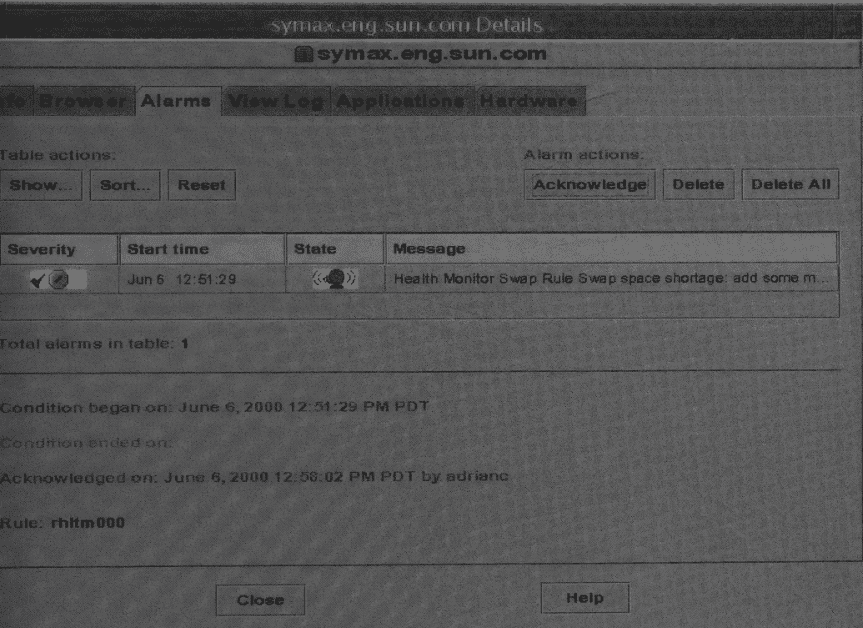 symax.eng.sun.com Details
symax.eng.sun.com
nfo Browser Alarms View Log Applications Hardware
Table actions: Alarm actions:
Show... Sort... Reset Acknowledge Delete Delete All
Severity Start time State Message
Jun 6 12:51:29 Health Monitor Swap Rule Swap space shortage: add some m...
Total alarms in table: 1
Condition began on: June 6, 2000 12:51:29 PM PDT
Condition ended on:
Acknowledged on: June 6, 2000 12:58:02 PM PDT by adrianc
Rule: rhltm000
Close Help